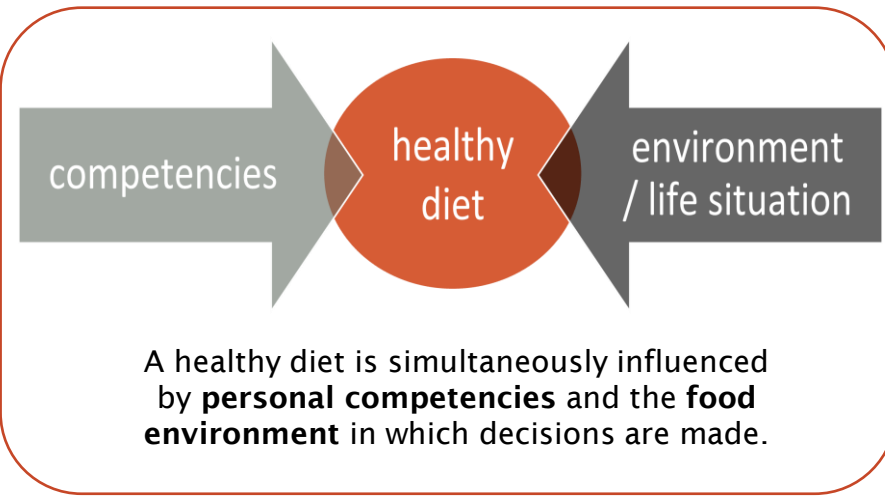 competencies
healthy
diet
environment
/ life situation
A healthy diet is simultaneously influenced
by personal competencies and the food
environment in which decisions are made.